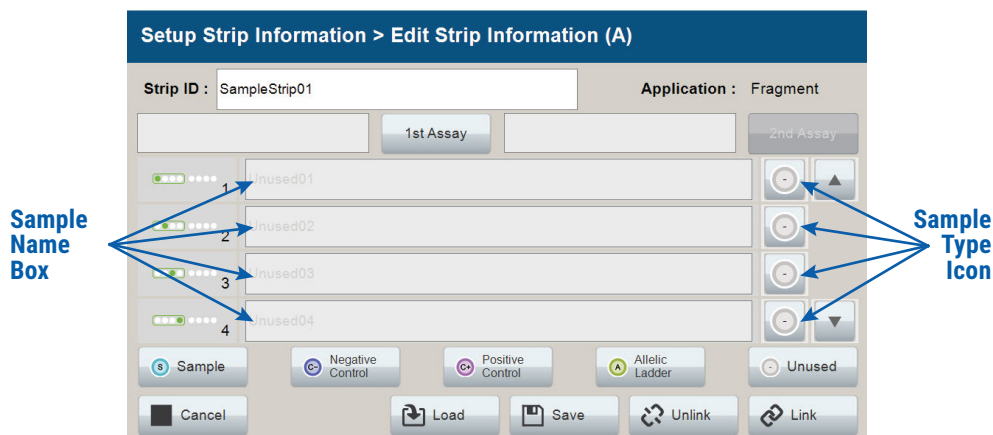 Setup Strip Information > Edit Strip Information (A)
Strip ID : SampleStrip01 Application : Fragment
1st Assay 2nd Assay
1 Unused01
2 Unused02
3 Unused03
4 Unused04
Sample
Name
Box
Sample
Type
Icon
S Sample C- Negative
Control C+ Positive
Control A Allelic
Ladder - Unused
Cancel Load Save Unlink Link